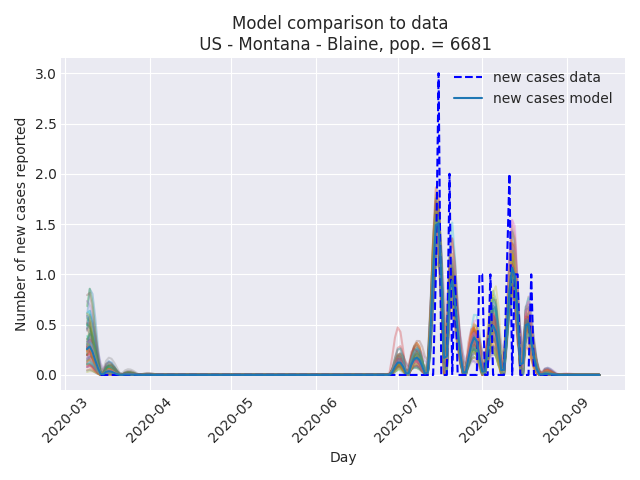 Model comparison to data
US - Montana - Blaine, pop. = 6681
new cases data
new cases model
Number of new cases reported
3.0
2.5
2.0
1.5
1.0
0.5
0.0
2020-03
2020-04
2020-05
2020-06
2020-07
2020-08
2020-09
Day